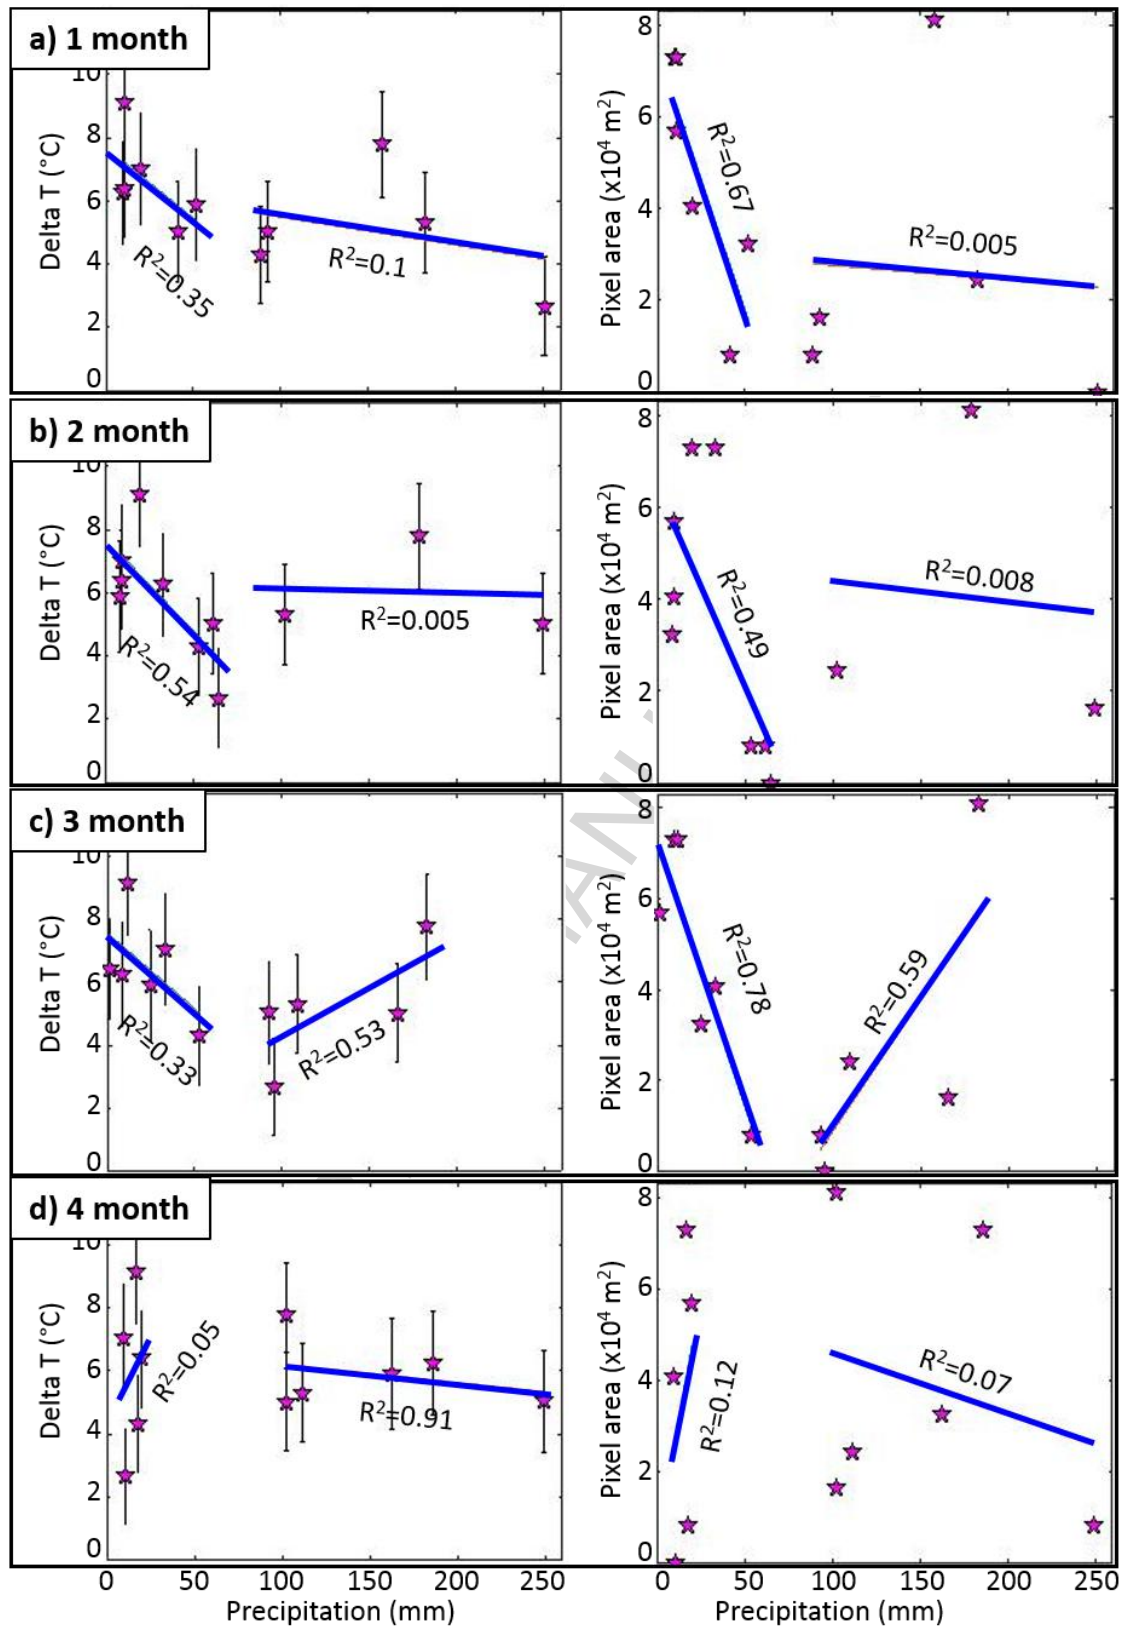 a) 1 month
10
8
6
4
2
0
Delta T (°C)
R²=0.35
R²=0.1
8
6
4
2
0
Pixel area (x10⁴ m²)
R²=0.67
R²=0.005
b) 2 month
10
8
6
4
2
0
Delta T (°C)
R²=0.54
R²=0.005
8
6
4
2
0
Pixel area (x10⁴ m²)
R²=0.49
R²=0.008
c) 3 month
10
8
6
4
2
0
Delta T (°C)
R²=0.33
R²=0.53
8
6
4
2
0
Pixel area (x10⁴ m²)
R²=0.78
R²=0.59
d) 4 month
10
8
6
4
2
0
Delta T (°C)
R²=0.05
R²=0.91
8
6
4
2
0
Pixel area (x10⁴ m²)
R²=0.12
R²=0.07
0 50 100 150 200 250
Precipitation (mm)
0 50 100 150 200 250
Precipitation (mm)